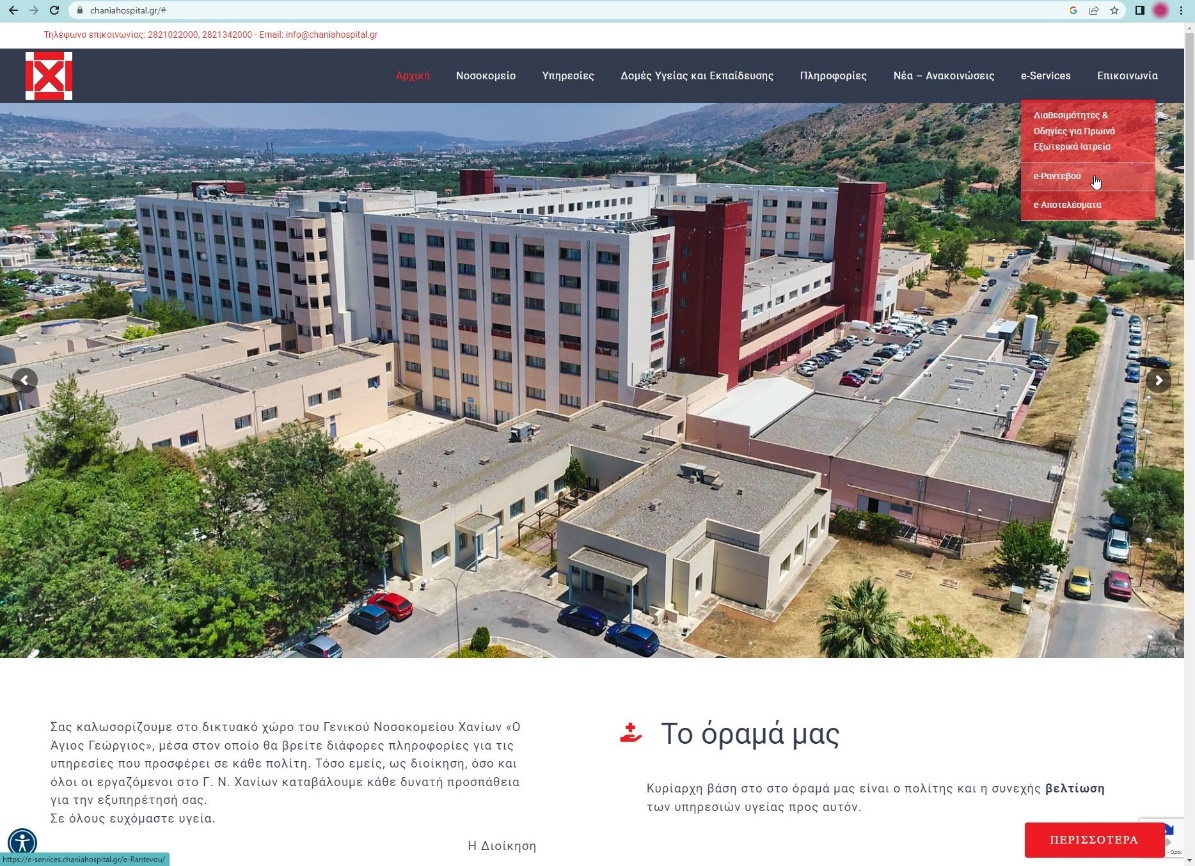 chaniahospital.gr/#
Τηλέφωνο επικοινωνίας: 2821022000, 2821342000 - Email: info@chaniahospital.gr
Αρχική Νοσοκομείο Υπηρεσίες Δομές Υγείας και Εκπαίδευσης Πληροφορίες Νέα – Ανακοινώσεις e-Services Επικοινωνία
Διαθεσιμότητες &
Οδηγίες για Πρωινά
Εξωτερικά Ιατρεία
e-Ραντεβού
e-Αποτελέσματα
Σας καλωσορίζουμε στο δικτυακό χώρο του Γενικού Νοσοκομείου Χανίων «Ο
Άγιος Γεώργιος», μέσα στον οποίο θα βρείτε διάφορες πληροφορίες για τις
υπηρεσίες που προσφέρει σε κάθε πολίτη. Τόσο εμείς, ως διοίκηση, όσο και
όλοι οι εργαζόμενοι στο Γ. Ν. Χανίων καταβάλουμε κάθε δυνατή προσπάθεια
για την εξυπηρέτησή σας.
Σε όλους ευχόμαστε υγεία.
Η Διοίκηση
Το όραμά μας
Κυρίαρχη βάση στο στο όραμά μας είναι ο πολίτης και η συνεχής βελτίωση
των υπηρεσιών υγείας προς αυτόν.
ΠΕΡΙΣΣΟΤΕΡΑ
https://e-services.chaniahospital.gr/e-Rantevou/